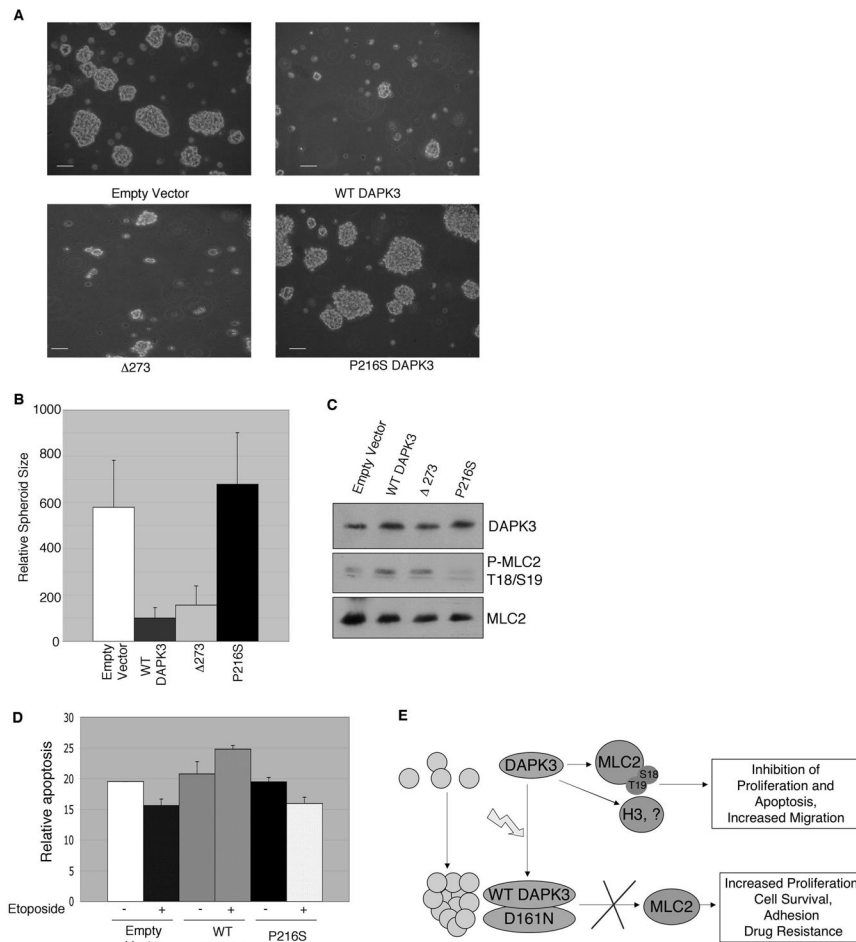 A
Empty Vector
WT DAPK3
Δ273
P216S DAPK3
B
Relative Spheroid Size
1000
800
600
400
200
0
Empty
Vector
WT
DAPK3
Δ273
P216S
C
Empty Vector
WT DAPK3
Δ 273
P216S
DAPK3
P-MLC2
T18/S19
MLC2
D
Relative apoptosis
30
25
20
15
10
5
0
Etoposide
- + - + - +
Empty
WT
P216S
E
DAPK3
MLC2
S18
T19
H3, ?
Inhibition of
Proliferation and
Apoptosis,
Increased Migration
WT DAPK3
D161N
MLC2
Increased Proliferation
Cell Survival,
Adhesion
Drug Resistance